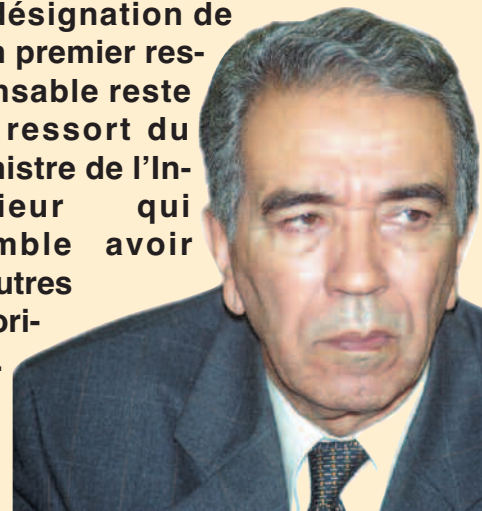 désignation de
premier res-
nsable reste
ressort du
nistre de l'In-
ieur qui
mble avoir
utres
ori-